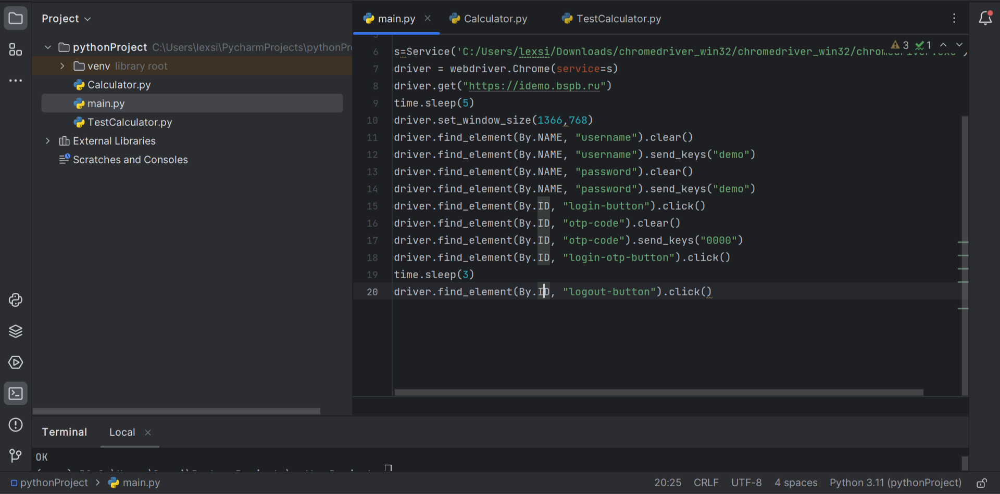 Project
pythonProject C:\Users\lexsi\PycharmProjects\pythonPr
venv library root
Calculator.py
main.py
TestCalculator.py
External Libraries
Scratches and Consoles
main.py
Calculator.py
TestCalculator.py
3 1
6 s=Service('C:/Users/lexsi/Downloads/chromedriver_win32/chromedriver_win32/chromedriver.exe')
7 driver = webdriver.Chrome(service=s)
8 driver.get("https://idemo.bspb.ru")
9 time.sleep(5)
10 driver.set_window_size(1366,768)
11 driver.find_element(By.NAME, "username").clear()
12 driver.find_element(By.NAME, "username").send_keys("demo")
13 driver.find_element(By.NAME, "password").clear()
14 driver.find_element(By.NAME, "password").send_keys("demo")
15 driver.find_element(By.ID, "login-button").click()
16 driver.find_element(By.ID, "otp-code").clear()
17 driver.find_element(By.ID, "otp-code").send_keys("0000")
18 driver.find_element(By.ID, "login-otp-button").click()
19 time.sleep(3)
20 driver.find_element(By.ID, "logout-button").click()
Terminal Local
OK
pythonProject > main.py
20:25 CRLF UTF-8 4 spaces Python 3.11 (pythonProject)